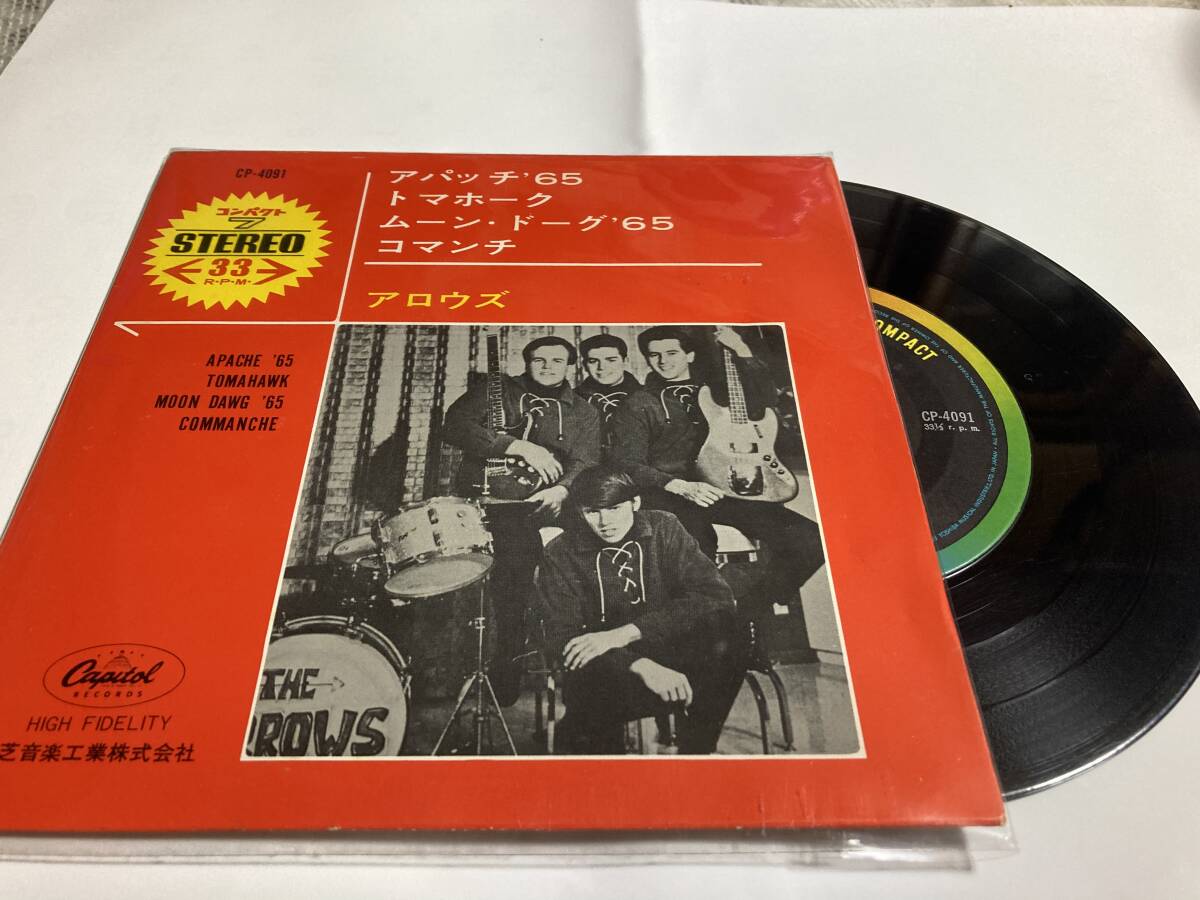 CP-4091
コンパクト
7
STEREO
33
R・P・M・
アパッチ'65
トマホーク
ムーン・ドーグ'65
コマンチ
アロウズ
APACHE '65
TOMAHAWK
MOON DAWG '65
COMMANCHE
THE
RROWS
Capitol
RECORDS
HIGH FIDELITY
芝音楽工業株式会社
COMPACT
CP-4091
33⅓ r. p. m.